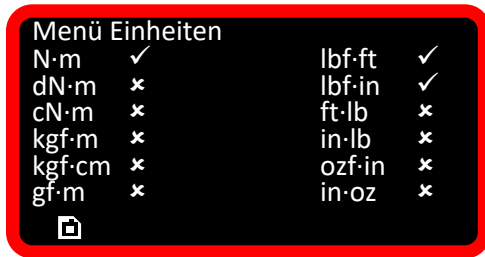 Menü Einheiten
N·m ✓ lbf·ft ✓
dN·m × lbf·in ✓
cN·m × ft·lb ×
kgf·m × in·lb ×
kgf·cm × ozf·in ×
gf·m × in·oz ×